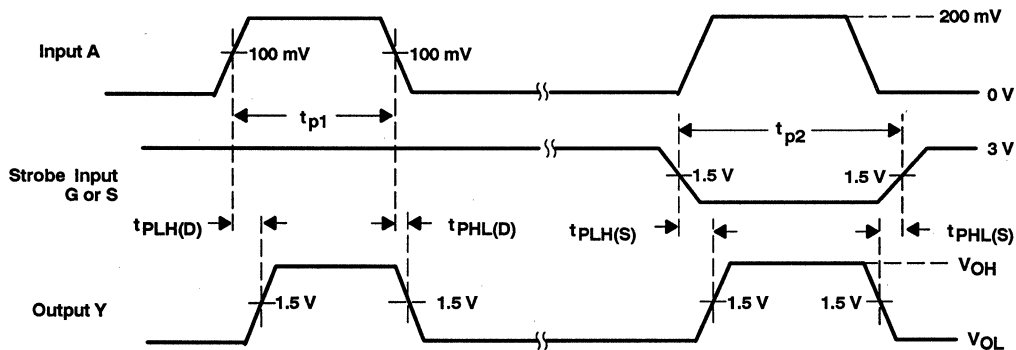 200 mV
Input A
100 mV
100 mV
0 V
tp1
tp2
3 V
Strobe Input
G or S
1.5 V
1.5 V
tPLH(D)
tPHL(D)
tPLH(S)
tPHL(S)
VOH
Output Y
1.5 V
1.5 V
1.5 V
1.5 V
VOL